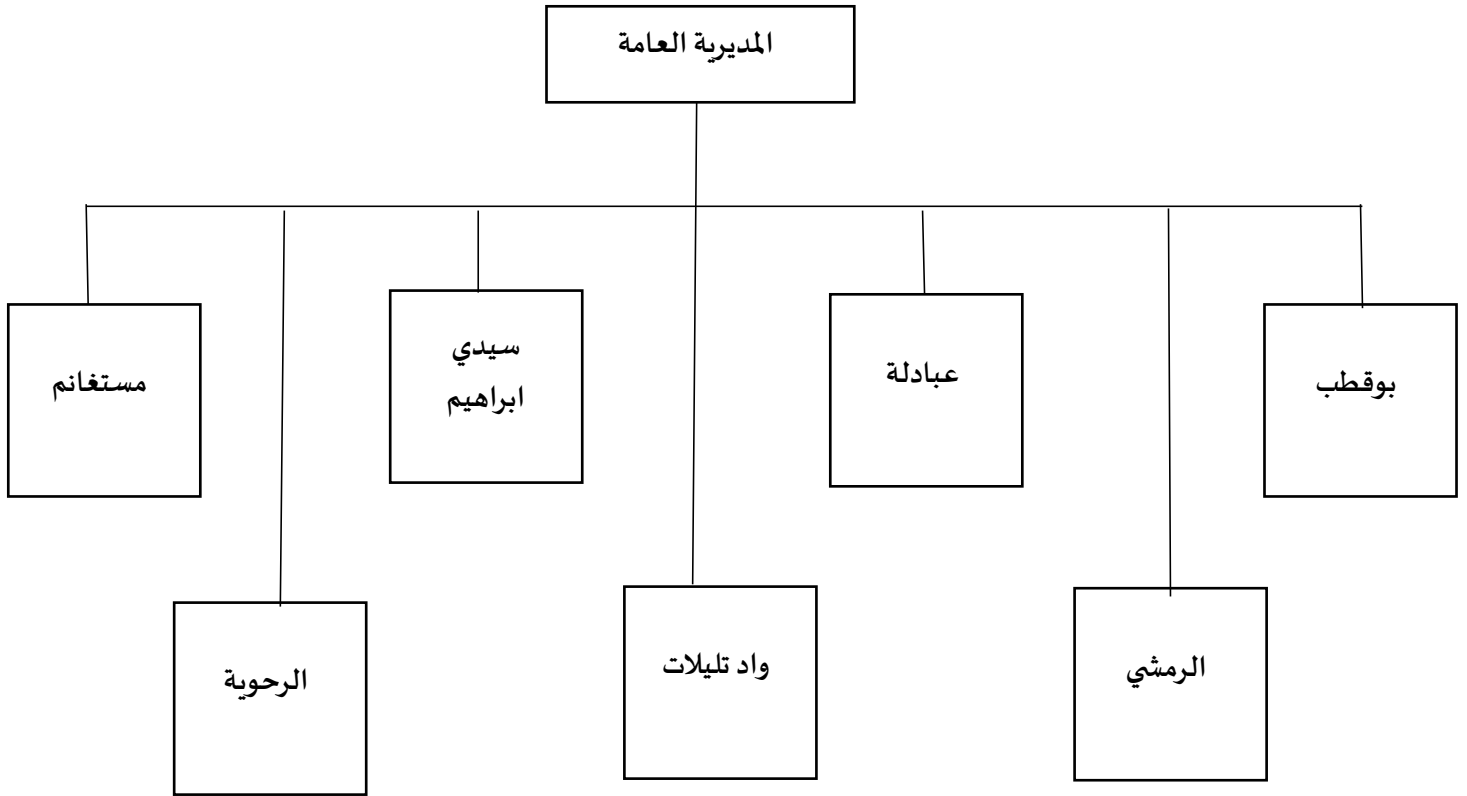 المديرية العامة
بوقطب
عبادلة
سيدي
ابراهيم
مستغانم
الرمشي
واد تليلات
الرحوية